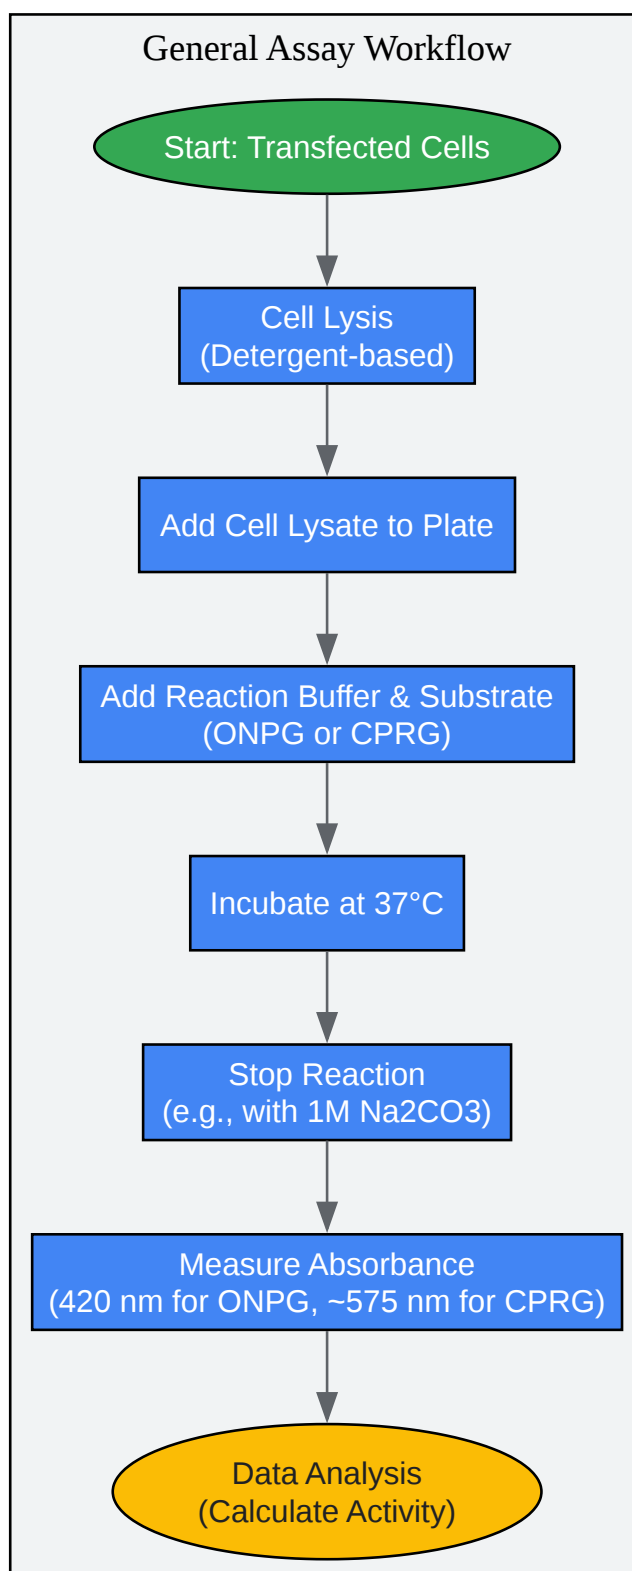 General Assay Workflow
Start: Transfected Cells
Cell Lysis
(Detergent-based)
Add Cell Lysate to Plate
Add Reaction Buffer & Substrate
(ONPG or CPRG)
Incubate at 37°C
Stop Reaction
(e.g., with 1M Na2CO3)
Measure Absorbance
(420 nm for ONPG, ~575 nm for CPRG)
Data Analysis
(Calculate Activity)